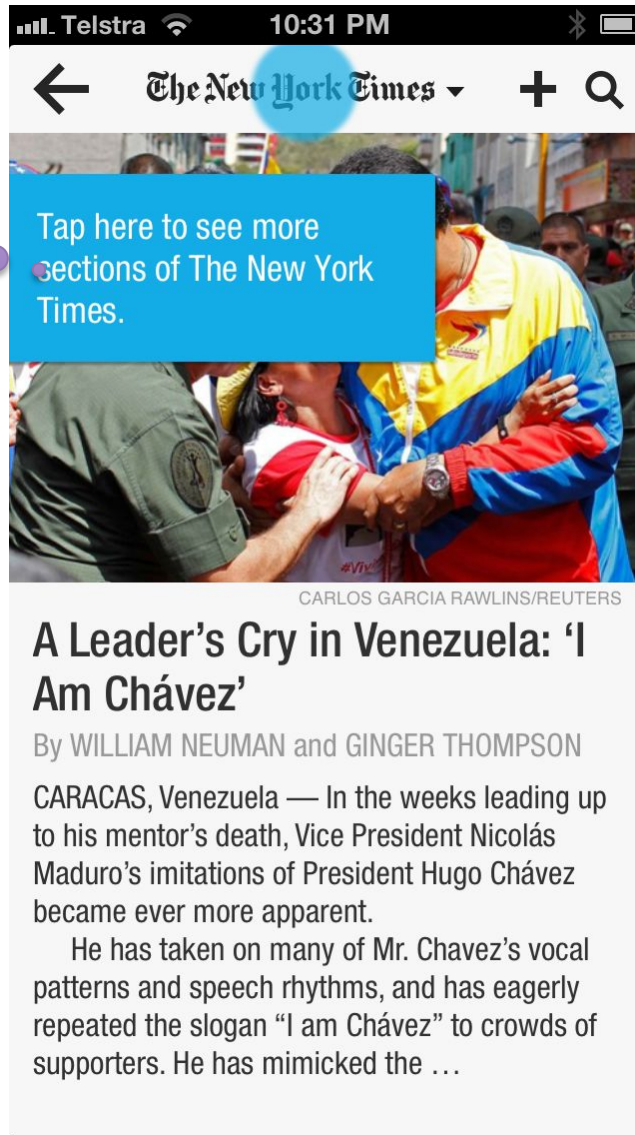 Telstra 10:31 PM
The New York Times
Tap here to see more
sections of The New York
Times.
#Viv
CARLOS GARCIA RAWLINS/REUTERS
A Leader's Cry in Venezuela: ‘I
Am Chávez’
By WILLIAM NEUMAN and GINGER THOMPSON
CARACAS, Venezuela — In the weeks leading up
to his mentor's death, Vice President Nicolás
Maduro's imitations of President Hugo Chávez
became ever more apparent.
He has taken on many of Mr. Chavez's vocal
patterns and speech rhythms, and has eagerly
repeated the slogan “I am Chávez” to crowds of
supporters. He has mimicked the …